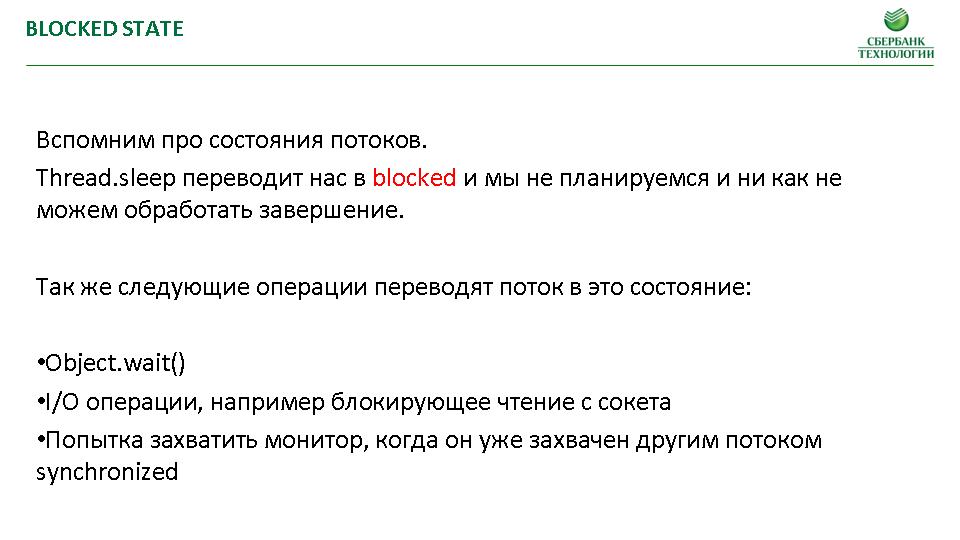 BLOCKED STATE
СБЕРБАНК
ТЕХНОЛОГИИ
Вспомним про состояния потоков.
Thread.sleep переводит нас в blocked и мы не планируемся и ни как не
можем обработать завершение.
Так же следующие операции переводят поток в это состояние:
•Object.wait()
•I/O операции, например блокирующее чтение с сокета
•Попытка захватить монитор, когда он уже захвачен другим потоком
synchronized